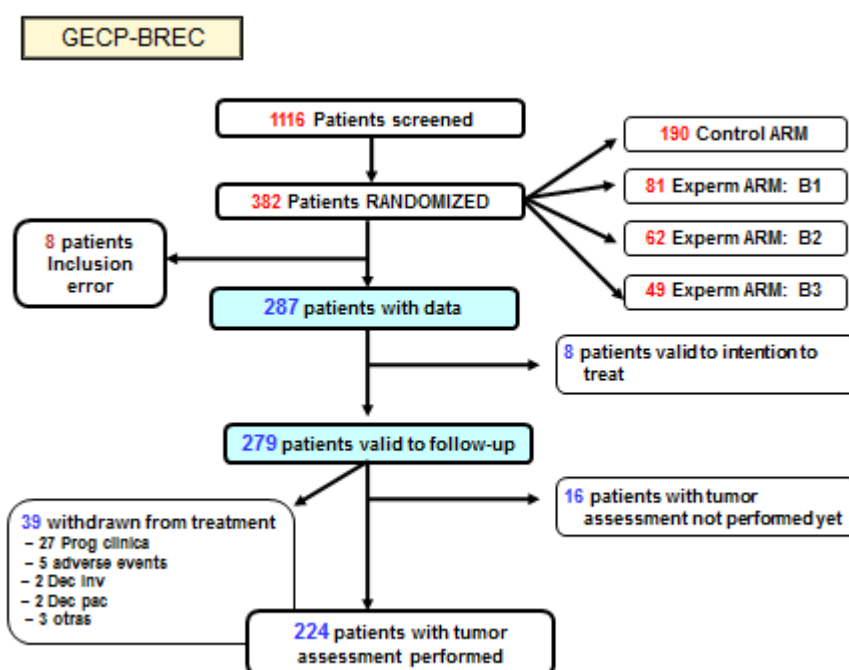 GECP-BREC
1116 Patients screened
382 Patients RANDOMIZED
190 Control ARM
81 Experm ARM: B1
62 Experm ARM: B2
49 Experm ARM: B3
8 patients
Inclusion
error
287 patients with data
8 patients valid to intention to
treat
279 patients valid to follow-up
16 patients with tumor
assessment not performed yet
39 withdrawn from treatment
– 27 Prog clinica
– 5 adverse events
– 2 Dec inv
– 2 Dec pac
– 3 otras
224 patients with tumor
assessment performed